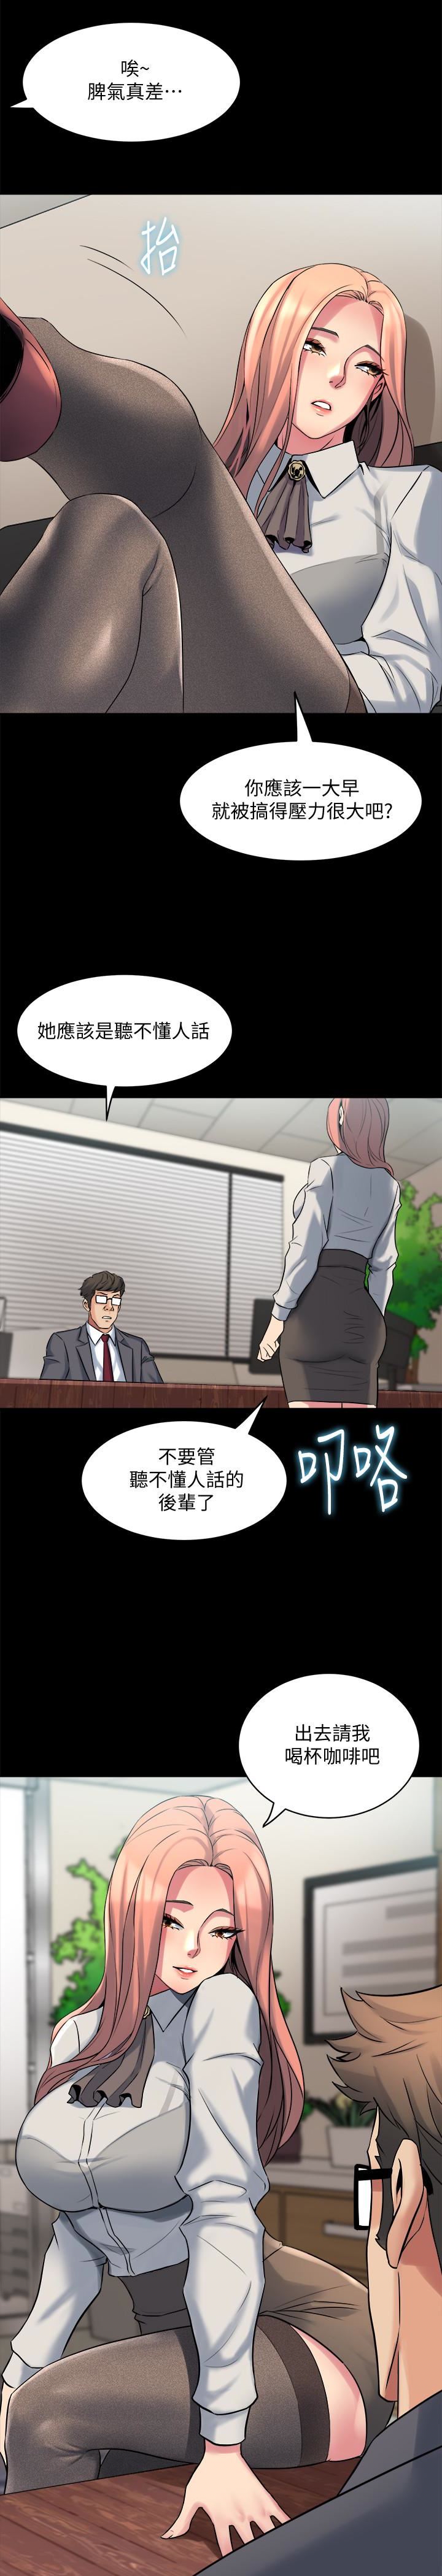 唉~
脾氣真差…
抬
你應該一大早
就被搞得壓力很大吧?
她應該是聽不懂人話
不要管
聽不懂人話的
後輩了
叩咯
出去請我
喝杯咖啡吧